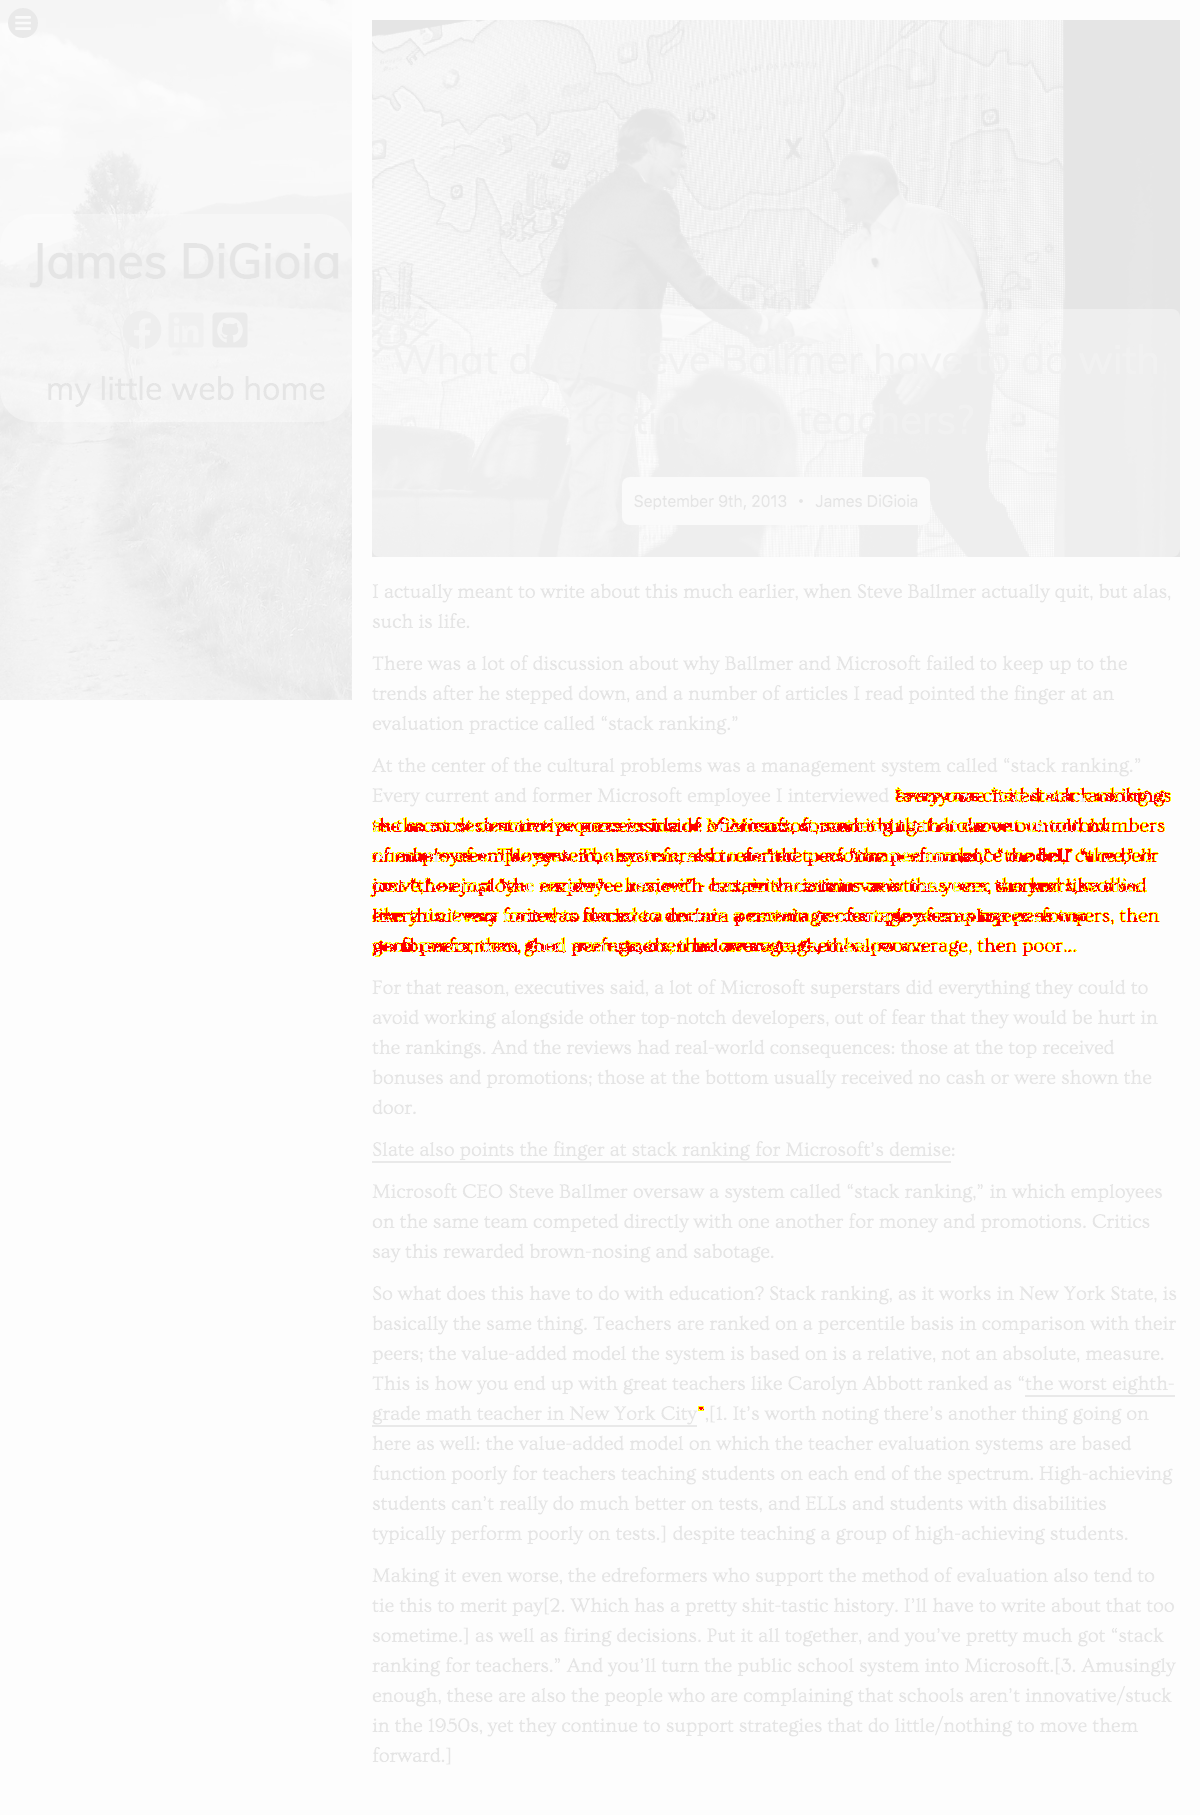 James DiGioia
my little web home
What d eve Ballmer have to do with
testin teachers?
September 9th, 2013 • James DiGioia
I actually meant to write about this much earlier, when Steve Ballmer actually quit, but alas,
such is life.
There was a lot of discussion about why Ballmer and Microsoft failed to keep up to the
trends after he stepped down, and a number of articles I read pointed the finger at an
evaluation practice called “stack ranking.”
At the center of the cultural problems was a management system called “stack ranking.”
Every current and former Microsoft employee I interviewed
numbers
then
average, then poor…
For that reason, executives said, a lot of Microsoft superstars did everything they could to
avoid working alongside other top-notch developers, out of fear that they would be hurt in
the rankings. And the reviews had real-world consequences: those at the top received
bonuses and promotions; those at the bottom usually received no cash or were shown the
door.
Slate also points the finger at stack ranking for Microsoft's demise:
Microsoft CEO Steve Ballmer oversaw a system called “stack ranking,” in which employees
on the same team competed directly with one another for money and promotions. Critics
say this rewarded brown-nosing and sabotage.
So what does this have to do with education? Stack ranking, as it works in New York State, is
basically the same thing. Teachers are ranked on a percentile basis in comparison with their
peers; the value-added model the system is based on is a relative, not an absolute, measure.
This is how you end up with great teachers like Carolyn Abbott ranked as “the worst eighth-
grade math teacher in New York City”,[1. It's worth noting there's another thing going on
here as well: the value-added model on which the teacher evaluation systems are based
function poorly for teachers teaching students on each end of the spectrum. High-achieving
students can't really do much better on tests, and ELLs and students with disabilities
typically perform poorly on tests.] despite teaching a group of high-achieving students.
Making it even worse, the edreformers who support the method of evaluation also tend to
tie this to merit pay[2. Which has a pretty shit-tastic history. I'll have to write about that too
sometime.] as well as firing decisions. Put it all together, and you've pretty much got “stack
ranking for teachers.” And you'll turn the public school system into Microsoft.[3. Amusingly
enough, these are also the people who are complaining that schools aren't innovative/stuck
in the 1950s, yet they continue to support strategies that do little/nothing to move them
forward.]